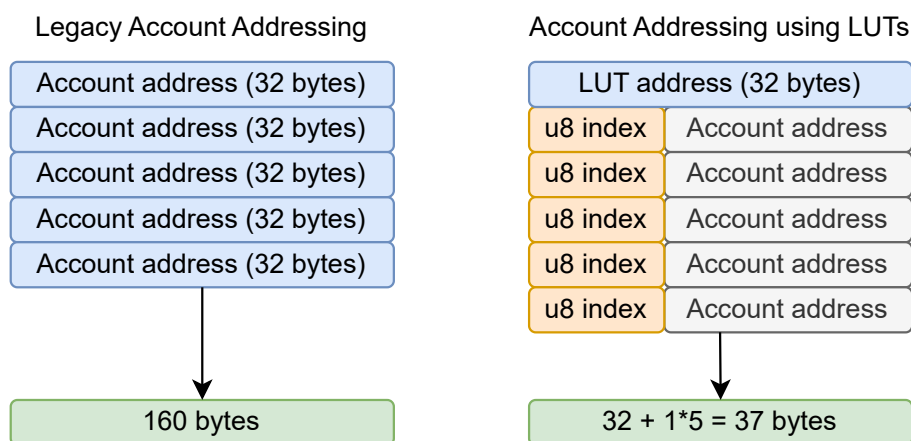 Legacy Account Addressing
Account address (32 bytes)
Account address (32 bytes)
Account address (32 bytes)
Account address (32 bytes)
Account address (32 bytes)
160 bytes
Account Addressing using LUTs
LUT address (32 bytes)
u8 index Account address
u8 index Account address
u8 index Account address
u8 index Account address
u8 index Account address
32 + 1*5 = 37 bytes